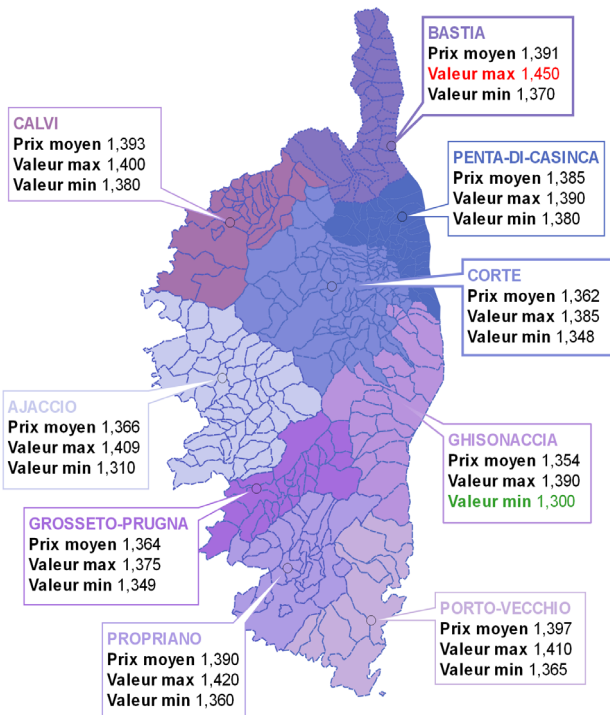 BASTIA
Prix moyen 1,391
Valeur max 1,450
Valeur min 1,370
CALVI
Prix moyen 1,393
Valeur max 1,400
Valeur min 1,380
PENTA-DI-CASINCA
Prix moyen 1,385
Valeur max 1,390
Valeur min 1,380
CORTE
Prix moyen 1,362
Valeur max 1,385
Valeur min 1,348
AJACCIO
Prix moyen 1,366
Valeur max 1,409
Valeur min 1,310
GHISONACCIA
Prix moyen 1,354
Valeur max 1,390
Valeur min 1,300
GROSSETO-PRUGNA
Prix moyen 1,364
Valeur max 1,375
Valeur min 1,349
PORTO-VECCHIO
Prix moyen 1,397
Valeur max 1,410
Valeur min 1,365
PROPRIANO
Prix moyen 1,390
Valeur max 1,420
Valeur min 1,360